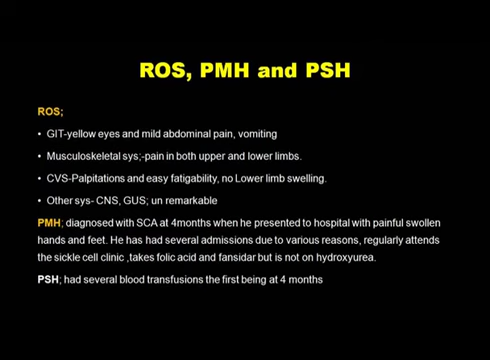 ROS, PMH and PSH
ROS;
• GIT-yellow eyes and mild abdominal pain, vomiting
• Musculoskeletal sys;-pain in both upper and lower limbs.
• CVS-Palpitations and easy fatigability, no Lower limb swelling.
• Other sys- CNS, GUS; un remarkable
PMH; diagnosed with SCA at 4months when he presented to hospital with painful swollen
hands and feet. He has had several admissions due to various reasons, regularly attends
the sickle cell clinic ,takes folic acid and fansidar but is not on hydroxyurea.
PSH; had several blood transfusions the first being at 4 months